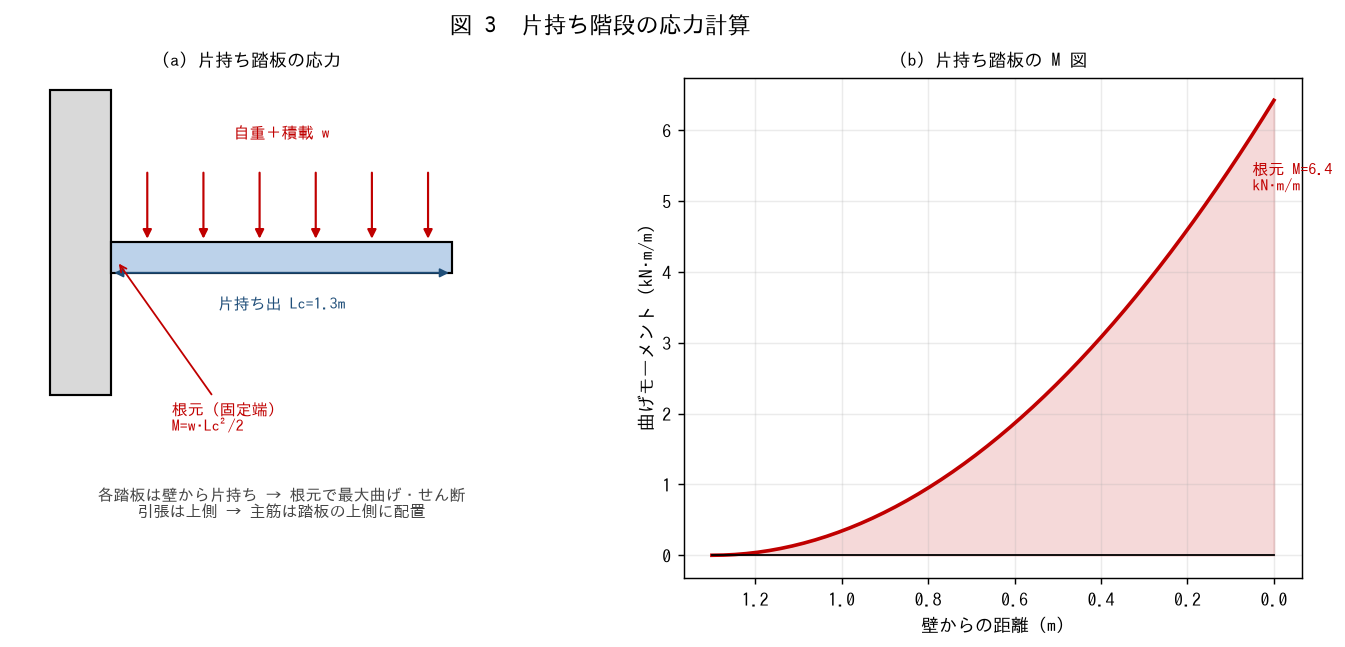 図 3　片持ち階段の応力計算
(a) 片持ち踏板の応力
自重＋積載 w
片持ち出 Lc=1.3m
根元（固定端）
M=w·Lc²/2
各踏板は壁から片持ち → 根元で最大曲げ・せん断
引張は上側 → 主筋は踏板の上側に配置
(b) 片持ち踏板の M 図
曲げモーメント (kN·m/m)
6
5
4
3
2
1
0
根元 M=6.4
kN·m/m
1.2 1.0 0.8 0.6 0.4 0.2 0.0
壁からの距離 (m)